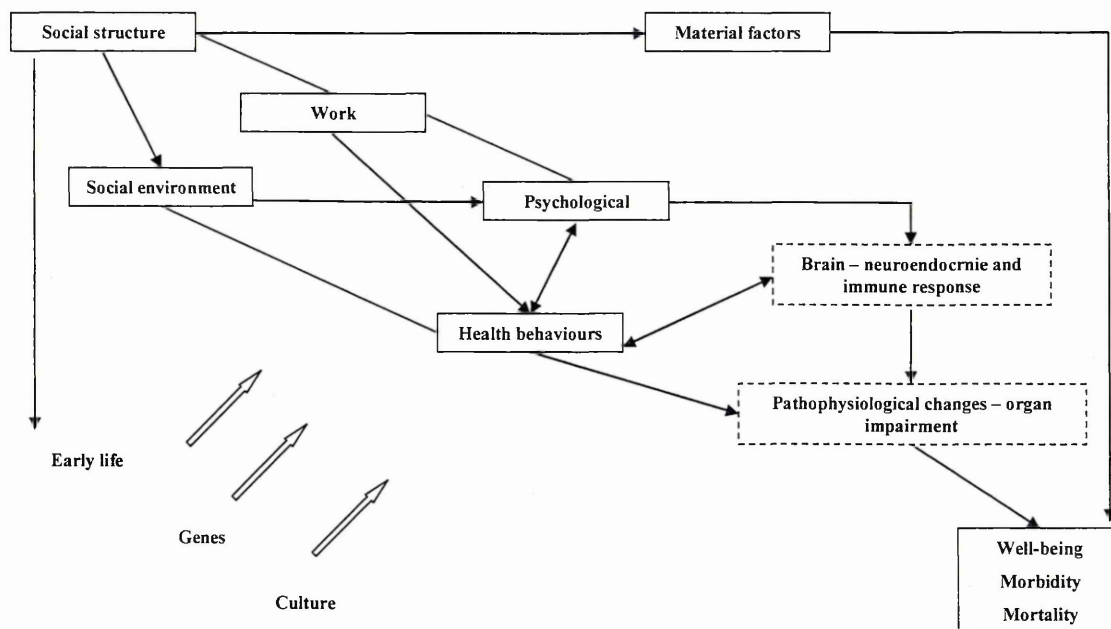 Social structure
Material factors
Work
Social environment
Psychological
Brain – neuroendocrnie and
immune response
Health behaviours
Pathophysiological changes – organ
impairment
Early life
Genes
Culture
Well-being
Morbidity
Mortality